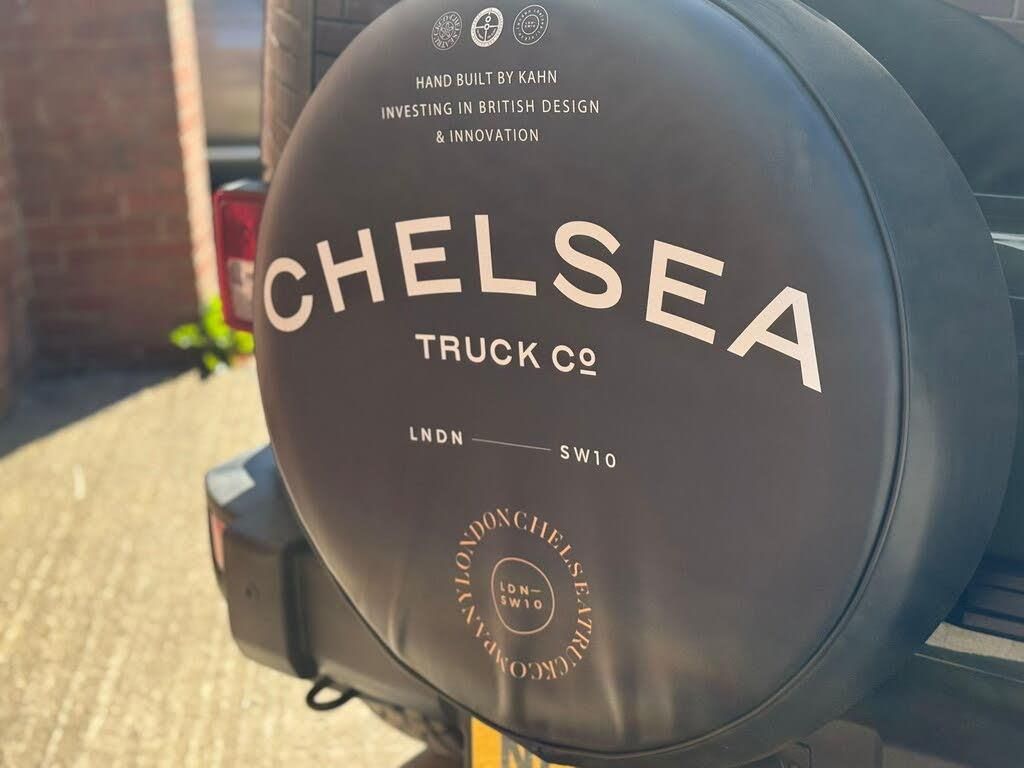 HAND BUILT BY KAHN
INVESTING IN BRITISH DESIGN
& INNOVATION
CHELSEA
TRUCK Cº
LNDN — SW10
LONDONCHELSEATRUCKCOMPANY
LDN—
SW10